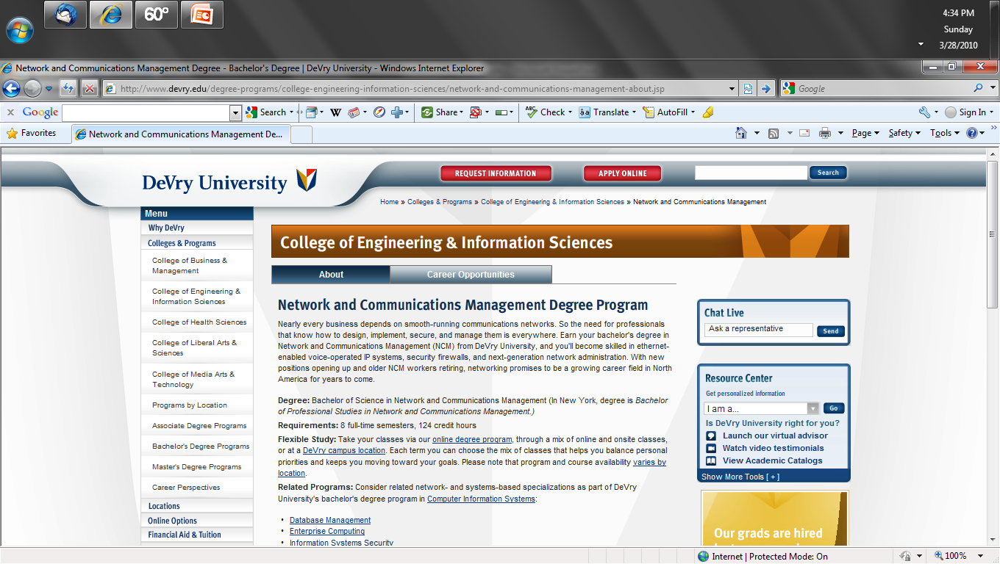 60°
4:34 PM
Sunday
3/28/2010
Network and Communications Management Degree - Bachelor's Degree | DeVry University - Windows Internet Explorer
http://www.devry.edu/degree-programs/college-engineering-information-sciences/network-and-communications-management-about.jsp
Google
x Google Search W Share ABC Check aあ Translate AutoFill Sign In
Favorites Network and Communications Management De... Page Safety Tools
DeVry University
REQUEST INFORMATION APPLY ONLINE Search
Home » Colleges & Programs » College of Engineering & Information Sciences » Network and Communications Management
Menu
Why DeVry
Colleges & Programs
College of Business &
Management
College of Engineering &
Information Sciences
College of Health Sciences
College of Liberal Arts &
Sciences
College of Media Arts &
Technology
Programs by Location
Associate Degree Programs
Bachelor's Degree Programs
Master's Degree Programs
Career Perspectives
Locations
Online Options
Financial Aid & Tuition
College of Engineering & Information Sciences
About Career Opportunities
Network and Communications Management Degree Program
Nearly every business depends on smooth-running communications networks. So the need for professionals
that know how to design, implement, secure, and manage them is everywhere. Earn your bachelor's degree in
Network and Communications Management (NCM) from DeVry University, and you'll become skilled in ethernet-
enabled voice-operated IP systems, security firewalls, and next-generation network administration. With new
positions opening up and older NCM workers retiring, networking promises to be a growing career field in North
America for years to come.
Degree: Bachelor of Science in Network and Communications Management (In New York, degree is Bachelor
of Professional Studies in Network and Communications Management.)
Requirements: 8 full-time semesters, 124 credit hours
Flexible Study: Take your classes via our online degree program, through a mix of online and onsite classes,
or at a DeVry campus location. Each term you can choose the mix of classes that helps you balance personal
priorities and keeps you moving toward your goals. Please note that program and course availability varies by
location.
Related Programs: Consider related network- and systems-based specializations as part of DeVry
University's bachelor's degree program in Computer Information Systems:
• Database Management
• Enterprise Computing
• Information Systems Security
Chat Live
Ask a representative Send
Resource Center
Get personalized information
I am a... Go
Is DeVry University right for you?
Launch our virtual advisor
Watch video testimonials
View Academic Catalogs
Show More Tools [ + ]
Our grads are hired
Internet | Protected Mode: On 100%